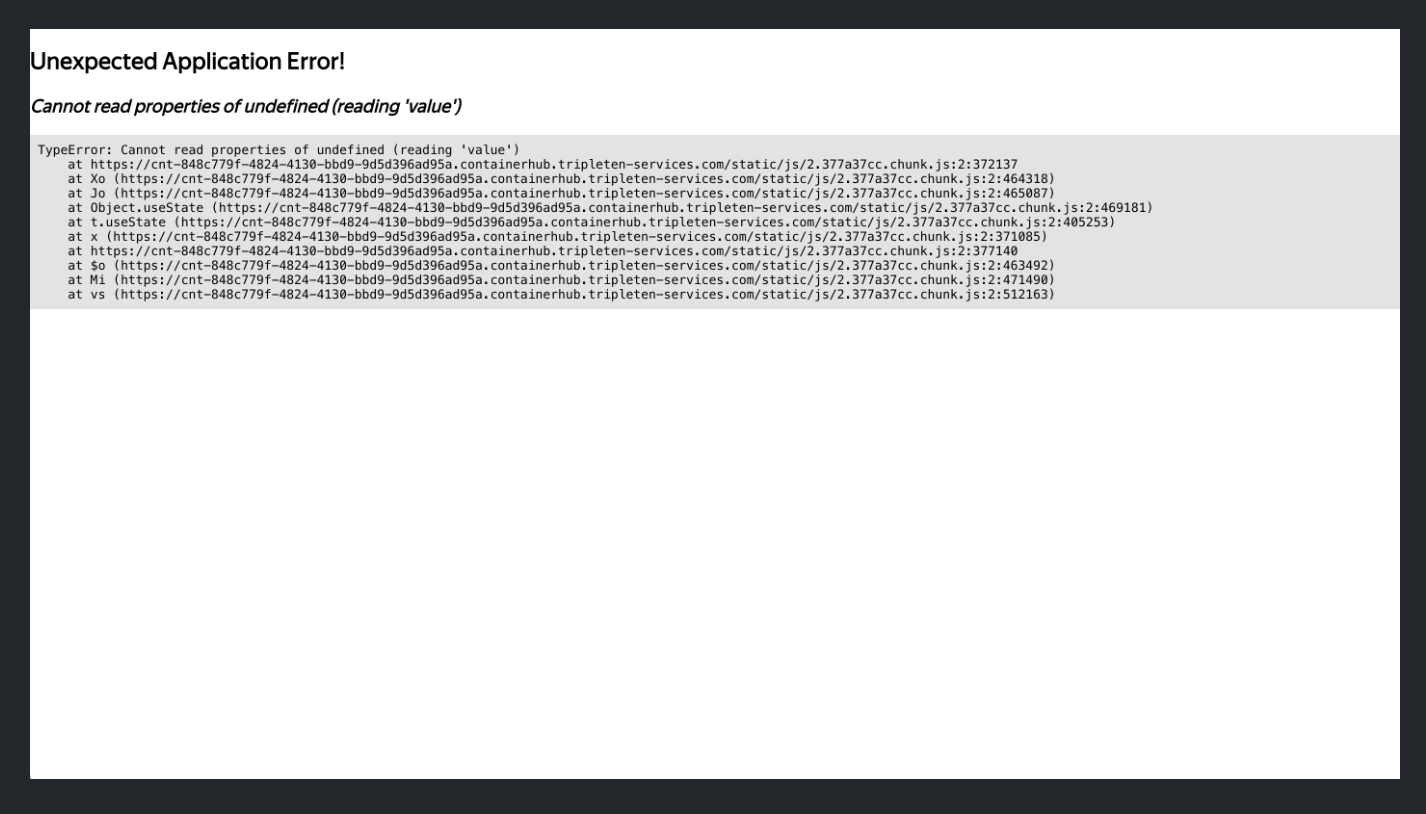 Unexpected Application Error!
Cannot read properties of undefined (reading 'value')
TypeError: Cannot read properties of undefined (reading 'value')
    at https://cnt-848c779f-4824-4130-bbd9-9d5d396ad95a.containerhub.tripleten-services.com/static/js/2.377a37cc.chunk.js:2:372137
    at Xo (https://cnt-848c779f-4824-4130-bbd9-9d5d396ad95a.containerhub.tripleten-services.com/static/js/2.377a37cc.chunk.js:2:464318)
    at Jo (https://cnt-848c779f-4824-4130-bbd9-9d5d396ad95a.containerhub.tripleten-services.com/static/js/2.377a37cc.chunk.js:2:465087)
    at Object.useState (https://cnt-848c779f-4824-4130-bbd9-9d5d396ad95a.containerhub.tripleten-services.com/static/js/2.377a37cc.chunk.js:2:469181)
    at t.useState (https://cnt-848c779f-4824-4130-bbd9-9d5d396ad95a.containerhub.tripleten-services.com/static/js/2.377a37cc.chunk.js:2:405253)
    at x (https://cnt-848c779f-4824-4130-bbd9-9d5d396ad95a.containerhub.tripleten-services.com/static/js/2.377a37cc.chunk.js:2:371085)
    at https://cnt-848c779f-4824-4130-bbd9-9d5d396ad95a.containerhub.tripleten-services.com/static/js/2.377a37cc.chunk.js:2:377140
    at $o (https://cnt-848c779f-4824-4130-bbd9-9d5d396ad95a.containerhub.tripleten-services.com/static/js/2.377a37cc.chunk.js:2:463492)
    at Mi (https://cnt-848c779f-4824-4130-bbd9-9d5d396ad95a.containerhub.tripleten-services.com/static/js/2.377a37cc.chunk.js:2:471490)
    at vs (https://cnt-848c779f-4824-4130-bbd9-9d5d396ad95a.containerhub.tripleten-services.com/static/js/2.377a37cc.chunk.js:2:512163)